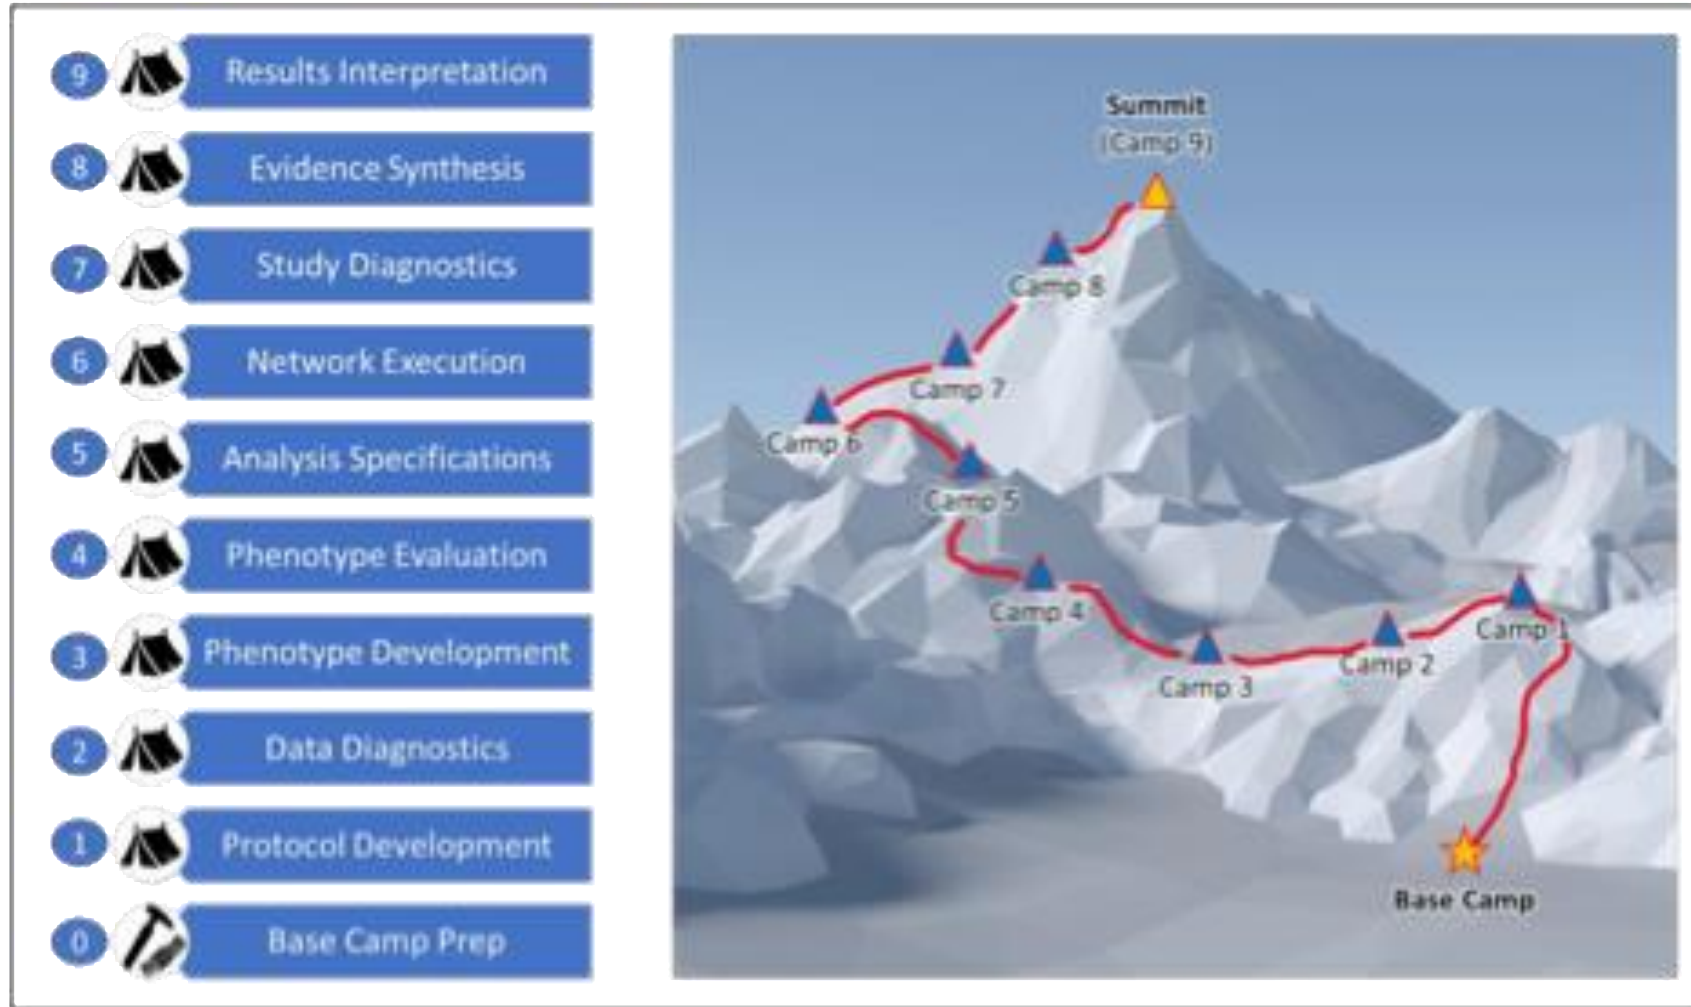 9
Results Interpretation
8
Evidence Synthesis
7
Study Diagnostics
6
Network Execution
5
Analysis Specifications
4
Phenotype Evaluation
3
Phenotype Development
2
Data Diagnostics
1
Protocol Development
0
Base Camp Prep
Summit
(Camp 9)
Camp 8
Camp 7
Camp 6
Camp 5
Camp 4
Camp 3
Camp 2
Camp 1
Base Camp